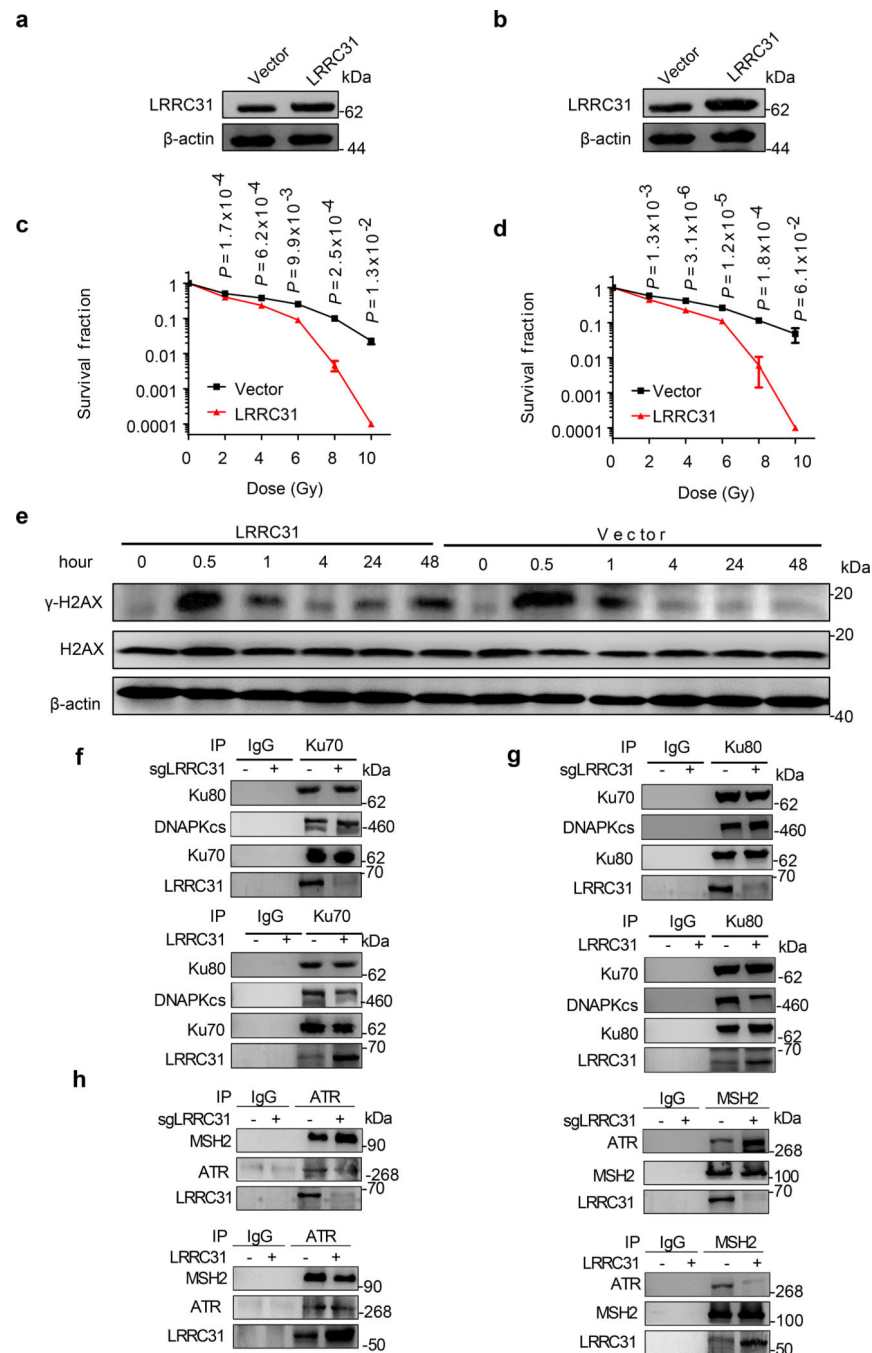 a
Vector
LRRC31
kDa
LRRC31
-62
β-actin
-44
b
Vector
LRRC31
kDa
LRRC31
-62
β-actin
-44
c
P=1.7x10-4
P=6.2x10-4
P=9.9x10-3
P=2.5x10-4
P=1.3x10-2
Survival fraction
1
0.1
0.01
0.001
0.0001
Vector
LRRC31
0 2 4 6 8 10
Dose (Gy)
d
P=1.3x10-3
P=3.1x10-6
P=1.2x10-5
P=1.8x10-4
P=6.1x10-2
Survival fraction
1
0.1
0.01
0.001
0.0001
Vector
LRRC31
0 2 4 6 8 10
Dose (Gy)
e
LRRC31 Vector
hour 0 0.5 1 4 24 48 0 0.5 1 4 24 48 kDa
γ-H2AX -20
H2AX -20
β-actin -40
f
IP IgG Ku70
sgLRRC31 - + - + kDa
Ku80 -62
DNAPKcs -460
Ku70 -62
LRRC31 -70
IP IgG Ku70
LRRC31 - + - + kDa
Ku80 -62
DNAPKcs -460
Ku70 -62
LRRC31 -70
g
IP IgG Ku80
sgLRRC31 - + - + kDa
Ku70 -62
DNAPKcs -460
Ku80 -62
LRRC31 -70
IP IgG Ku80
LRRC31 - + - + kDa
Ku70 -62
DNAPKcs -460
Ku80 -62
LRRC31 -70
h
IP IgG ATR
sgLRRC31 - + - + kDa
MSH2 -90
ATR -268
LRRC31 -70
IP IgG ATR
LRRC31 - + - + kDa
MSH2 -90
ATR -268
LRRC31 -50
IgG MSH2
sgLRRC31 - + - + kDa
ATR -268
MSH2 -100
LRRC31 -70
IP IgG MSH2
LRRC31 - + - + kDa
ATR -268
MSH2 -100
LRRC31 -50